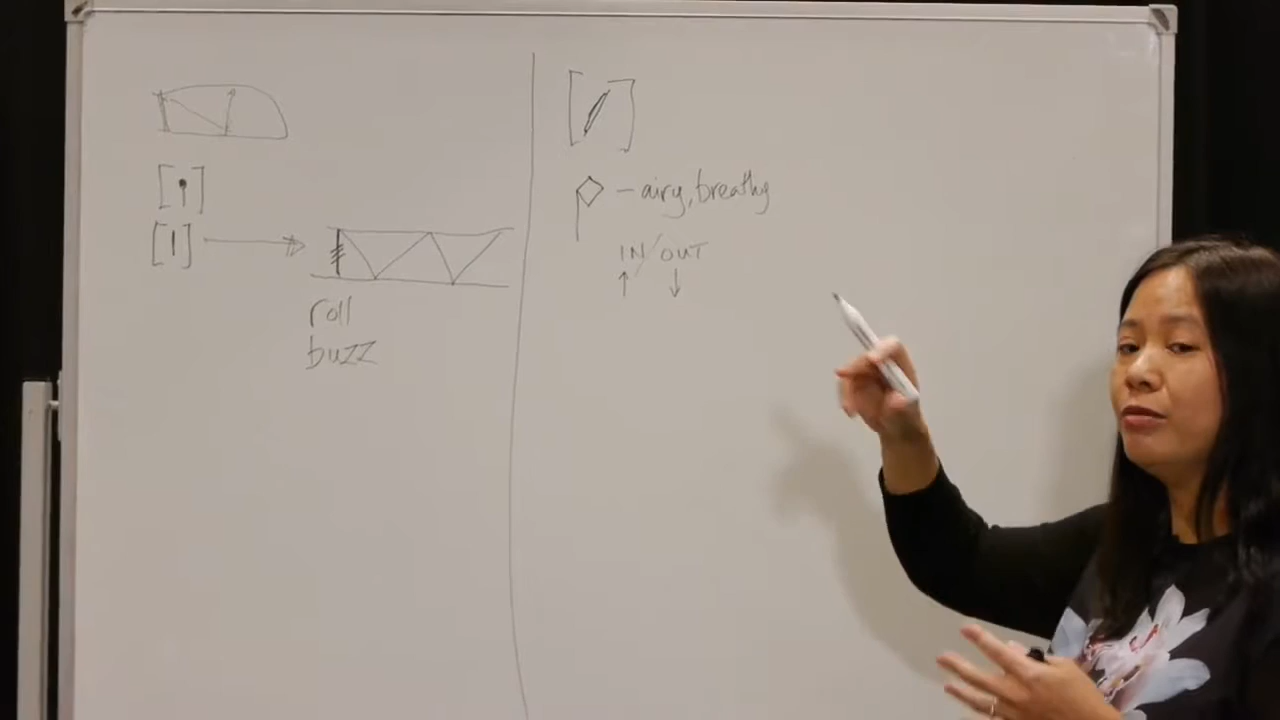 roll
buzz
– airy, breathy
IN/OUT
↑ ↓